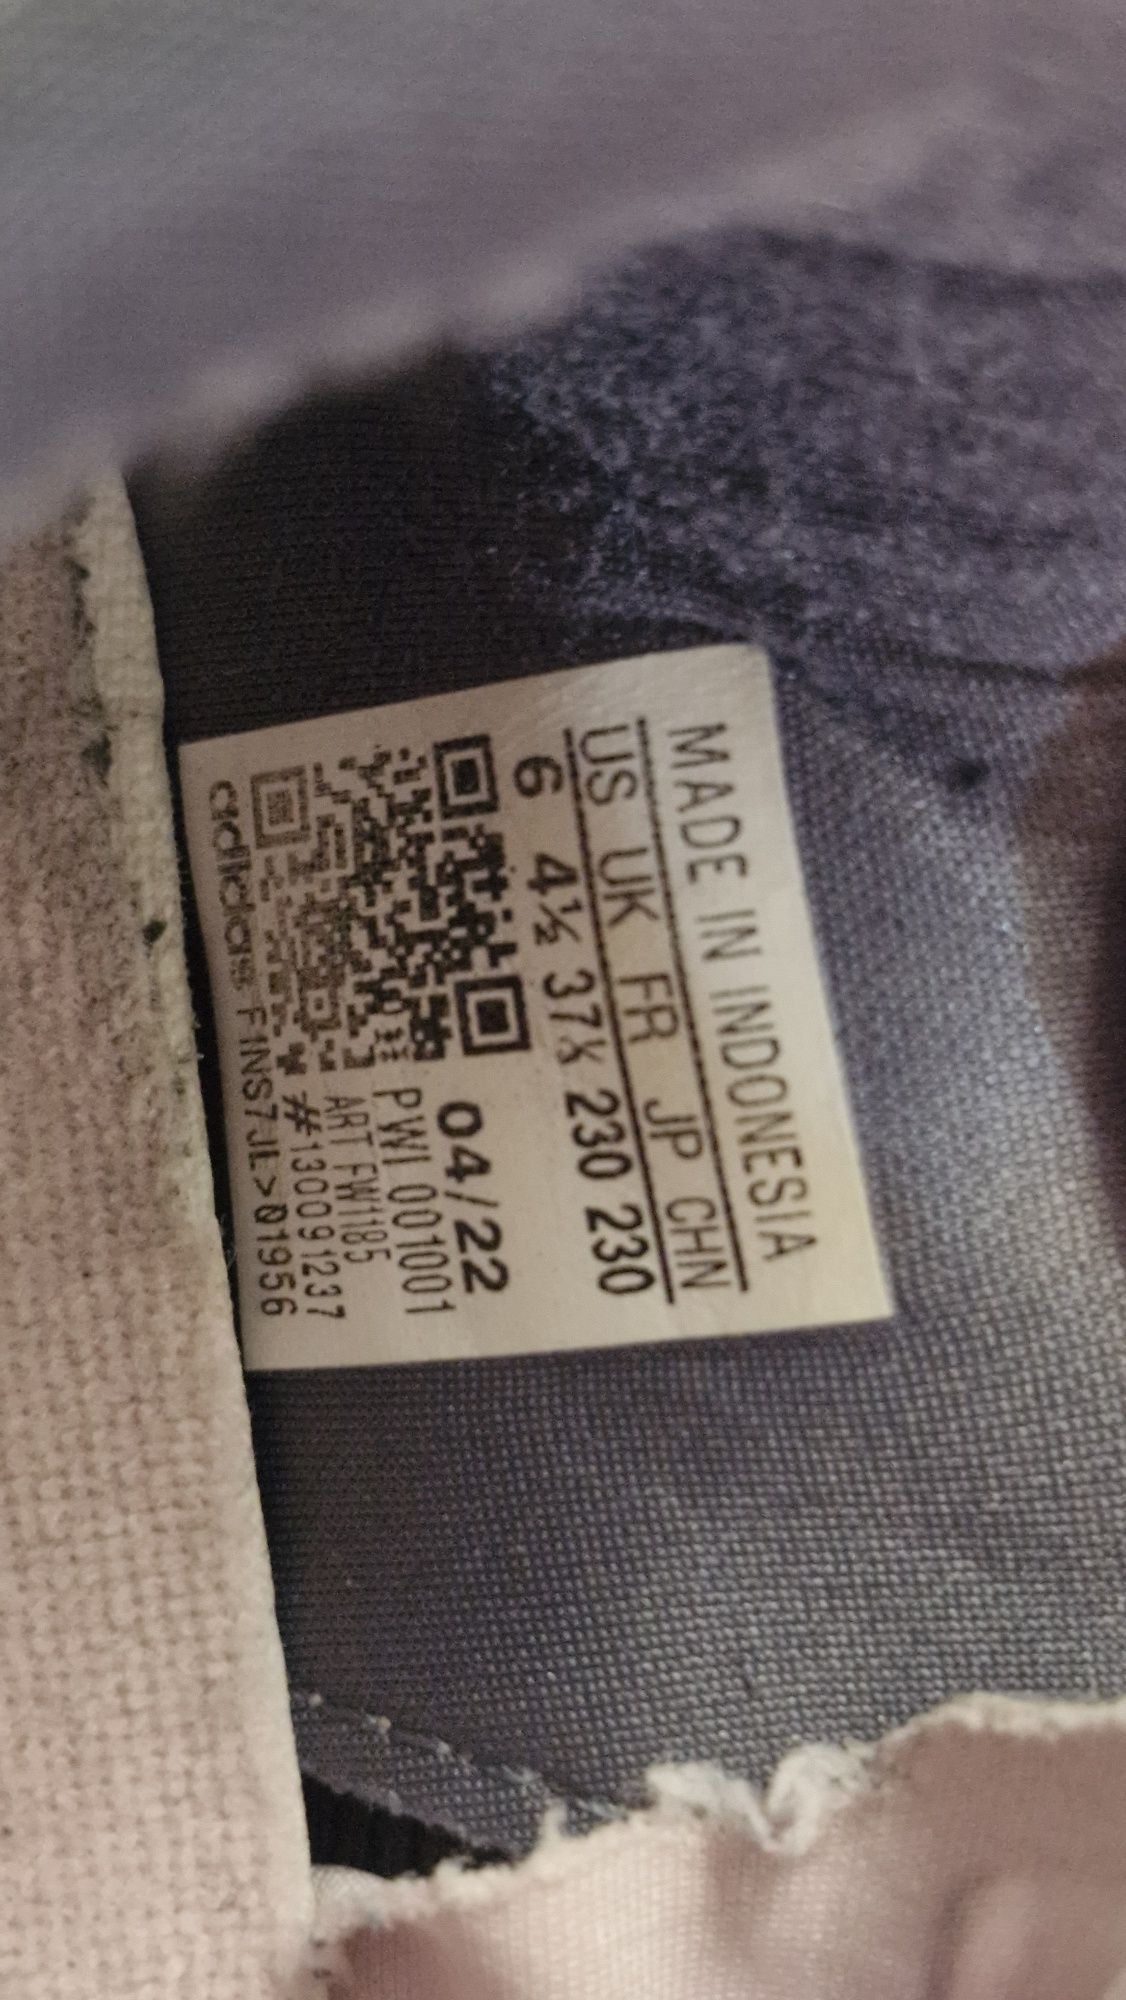 MADE IN INDONESIA
US UK FR JP CHN
6 4½ 37⅓ 230 230
04/22
PWI 001001
ART FW1185
#130091237
adidas FINS7JL>01956